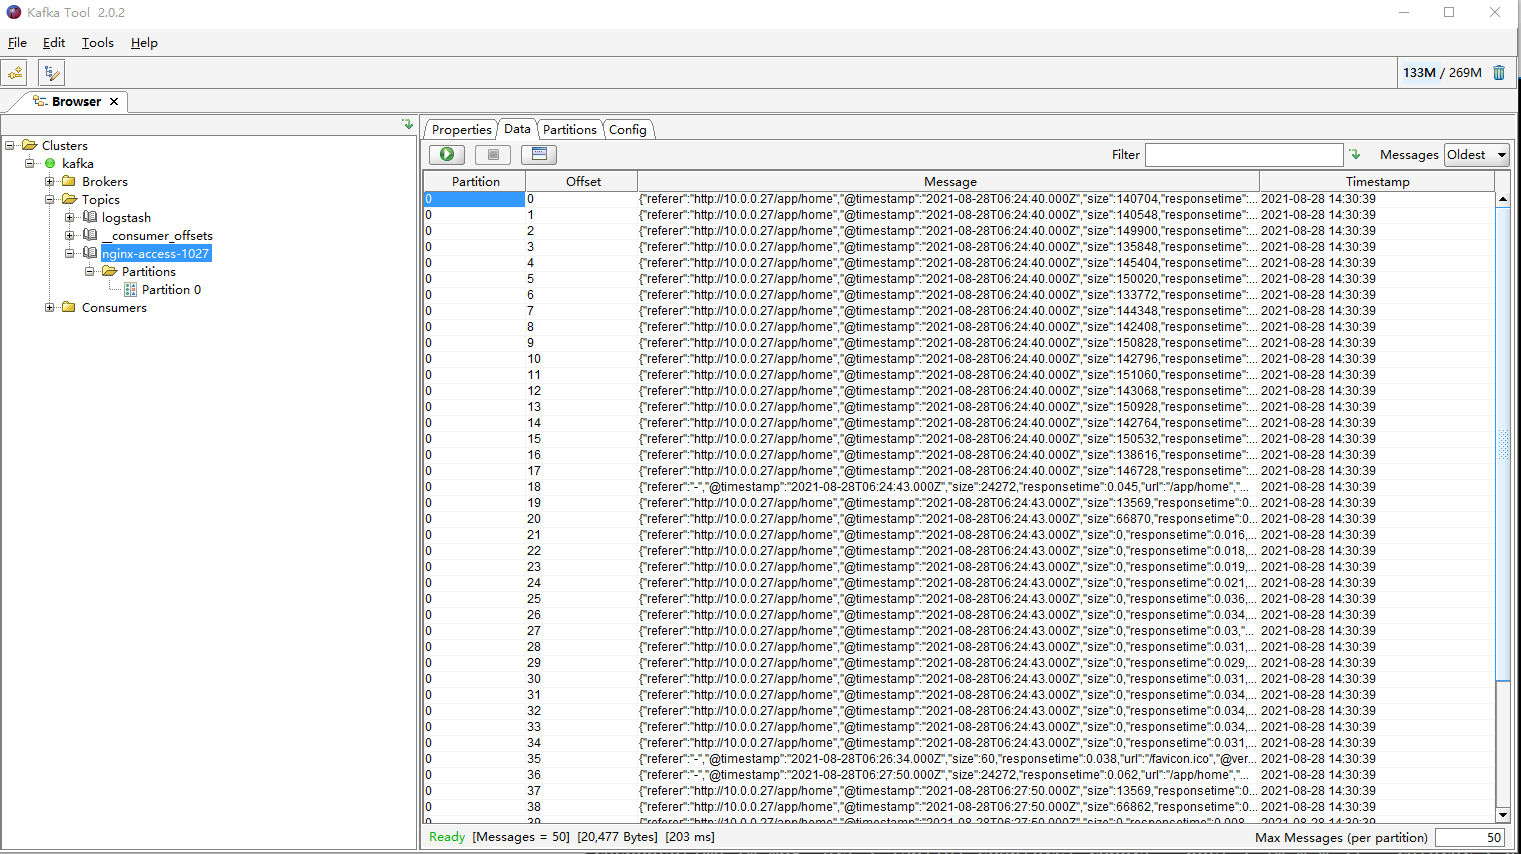 Kafka Tool 2.0.2
File Edit Tools Help
133M / 269M
Browser
Clusters
kafka
Brokers
Topics
logstash
__consumer_offsets
nginx-access-1027
Partitions
Partition 0
Consumers
Properties Data Partitions Config
Filter Messages Oldest
Partition Offset Message Timestamp
0 0 {"referer":"http://10.0.0.27/app/home","@timestamp":"2021-08-28T06:24:40.000Z","size":140704,"responsetime":... 2021-08-28 14:30:39
0 1 {"referer":"http://10.0.0.27/app/home","@timestamp":"2021-08-28T06:24:40.000Z","size":140548,"responsetime":... 2021-08-28 14:30:39
0 2 {"referer":"http://10.0.0.27/app/home","@timestamp":"2021-08-28T06:24:40.000Z","size":149900,"responsetime":... 2021-08-28 14:30:39
0 3 {"referer":"http://10.0.0.27/app/home","@timestamp":"2021-08-28T06:24:40.000Z","size":135848,"responsetime":... 2021-08-28 14:30:39
0 4 {"referer":"http://10.0.0.27/app/home","@timestamp":"2021-08-28T06:24:40.000Z","size":145404,"responsetime":... 2021-08-28 14:30:39
0 5 {"referer":"http://10.0.0.27/app/home","@timestamp":"2021-08-28T06:24:40.000Z","size":150020,"responsetime":... 2021-08-28 14:30:39
0 6 {"referer":"http://10.0.0.27/app/home","@timestamp":"2021-08-28T06:24:40.000Z","size":133772,"responsetime":... 2021-08-28 14:30:39
0 7 {"referer":"http://10.0.0.27/app/home","@timestamp":"2021-08-28T06:24:40.000Z","size":144348,"responsetime":... 2021-08-28 14:30:39
0 8 {"referer":"http://10.0.0.27/app/home","@timestamp":"2021-08-28T06:24:40.000Z","size":142408,"responsetime":... 2021-08-28 14:30:39
0 9 {"referer":"http://10.0.0.27/app/home","@timestamp":"2021-08-28T06:24:40.000Z","size":150828,"responsetime":... 2021-08-28 14:30:39
0 10 {"referer":"http://10.0.0.27/app/home","@timestamp":"2021-08-28T06:24:40.000Z","size":142796,"responsetime":... 2021-08-28 14:30:39
0 11 {"referer":"http://10.0.0.27/app/home","@timestamp":"2021-08-28T06:24:40.000Z","size":151060,"responsetime":... 2021-08-28 14:30:39
0 12 {"referer":"http://10.0.0.27/app/home","@timestamp":"2021-08-28T06:24:40.000Z","size":143068,"responsetime":... 2021-08-28 14:30:39
0 13 {"referer":"http://10.0.0.27/app/home","@timestamp":"2021-08-28T06:24:40.000Z","size":150928,"responsetime":... 2021-08-28 14:30:39
0 14 {"referer":"http://10.0.0.27/app/home","@timestamp":"2021-08-28T06:24:40.000Z","size":142764,"responsetime":... 2021-08-28 14:30:39
0 15 {"referer":"http://10.0.0.27/app/home","@timestamp":"2021-08-28T06:24:40.000Z","size":150532,"responsetime":... 2021-08-28 14:30:39
0 16 {"referer":"http://10.0.0.27/app/home","@timestamp":"2021-08-28T06:24:40.000Z","size":138616,"responsetime":... 2021-08-28 14:30:39
0 17 {"referer":"http://10.0.0.27/app/home","@timestamp":"2021-08-28T06:24:40.000Z","size":146728,"responsetime":... 2021-08-28 14:30:39
0 18 {"referer":"-","@timestamp":"2021-08-28T06:24:43.000Z","size":24272,"responsetime":0.045,"url":"/app/home","... 2021-08-28 14:30:39
0 19 {"referer":"http://10.0.0.27/app/home","@timestamp":"2021-08-28T06:24:43.000Z","size":13569,"responsetime":0... 2021-08-28 14:30:39
0 20 {"referer":"http://10.0.0.27/app/home","@timestamp":"2021-08-28T06:24:43.000Z","size":66870,"responsetime":0... 2021-08-28 14:30:39
0 21 {"referer":"http://10.0.0.27/app/home","@timestamp":"2021-08-28T06:24:43.000Z","size":0,"responsetime":0.016,... 2021-08-28 14:30:39
0 22 {"referer":"http://10.0.0.27/app/home","@timestamp":"2021-08-28T06:24:43.000Z","size":0,"responsetime":0.018,... 2021-08-28 14:30:39
0 23 {"referer":"http://10.0.0.27/app/home","@timestamp":"2021-08-28T06:24:43.000Z","size":0,"responsetime":0.019,... 2021-08-28 14:30:39
0 24 {"referer":"http://10.0.0.27/app/home","@timestamp":"2021-08-28T06:24:43.000Z","size":0,"responsetime":0.021,... 2021-08-28 14:30:39
0 25 {"referer":"http://10.0.0.27/app/home","@timestamp":"2021-08-28T06:24:43.000Z","size":0,"responsetime":0.036,... 2021-08-28 14:30:39
0 26 {"referer":"http://10.0.0.27/app/home","@timestamp":"2021-08-28T06:24:43.000Z","size":0,"responsetime":0.034,... 2021-08-28 14:30:39
0 27 {"referer":"http://10.0.0.27/app/home","@timestamp":"2021-08-28T06:24:43.000Z","size":0,"responsetime":0.03,"... 2021-08-28 14:30:39
0 28 {"referer":"http://10.0.0.27/app/home","@timestamp":"2021-08-28T06:24:43.000Z","size":0,"responsetime":0.031,... 2021-08-28 14:30:39
0 29 {"referer":"http://10.0.0.27/app/home","@timestamp":"2021-08-28T06:24:43.000Z","size":0,"responsetime":0.029,... 2021-08-28 14:30:39
0 30 {"referer":"http://10.0.0.27/app/home","@timestamp":"2021-08-28T06:24:43.000Z","size":0,"responsetime":0.031,... 2021-08-28 14:30:39
0 31 {"referer":"http://10.0.0.27/app/home","@timestamp":"2021-08-28T06:24:43.000Z","size":0,"responsetime":0.034,... 2021-08-28 14:30:39
0 32 {"referer":"http://10.0.0.27/app/home","@timestamp":"2021-08-28T06:24:43.000Z","size":0,"responsetime":0.034,... 2021-08-28 14:30:39
0 33 {"referer":"http://10.0.0.27/app/home","@timestamp":"2021-08-28T06:24:43.000Z","size":0,"responsetime":0.034,... 2021-08-28 14:30:39
0 34 {"referer":"http://10.0.0.27/app/home","@timestamp":"2021-08-28T06:24:43.000Z","size":0,"responsetime":0.031,... 2021-08-28 14:30:39
0 35 {"referer":"-","@timestamp":"2021-08-28T06:26:34.000Z","size":60,"responsetime":0.038,"url":"/favicon.ico","@ver... 2021-08-28 14:30:39
0 36 {"referer":"-","@timestamp":"2021-08-28T06:27:50.000Z","size":24272,"responsetime":0.062,"url":"/app/home","... 2021-08-28 14:30:39
0 37 {"referer":"http://10.0.0.27/app/home","@timestamp":"2021-08-28T06:27:50.000Z","size":13569,"responsetime":0... 2021-08-28 14:30:39
0 38 {"referer":"http://10.0.0.27/app/home","@timestamp":"2021-08-28T06:27:50.000Z","size":66862,"responsetime":0... 2021-08-28 14:30:39
0 39 {"referer":"http://10.0.0.27/app/home","@timestamp":"2021-08-28T06:27:50.000Z","size":0,"responsetime":0.008 2021-08-28 14:30:39
Ready [Messages = 50] [20,477 Bytes] [203 ms] Max Messages (per partition) 50